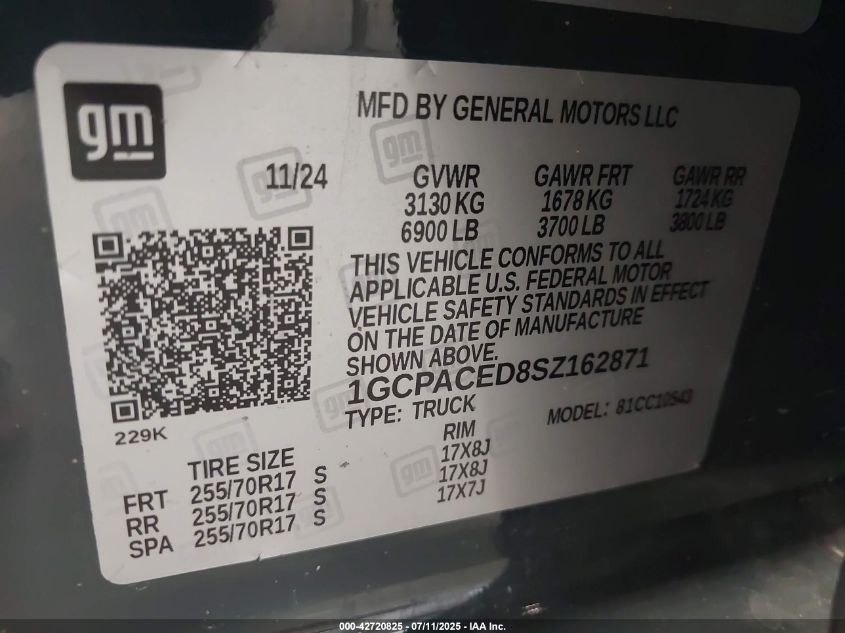 gm
MFD BY GENERAL MOTORS LLC
11/24
GVWR GAWR FRT GAWR RR
3130 KG 1678 KG 1724 KG
6900 LB 3700 LB 3800 LB
THIS VEHICLE CONFORMS TO ALL
APPLICABLE U.S. FEDERAL MOTOR
VEHICLE SAFETY STANDARDS IN EFFECT
ON THE DATE OF MANUFACTURE
SHOWN ABOVE.
1GCPACED8SZ162871
TYPE: TRUCK MODEL: 81CC10543
229K
TIRE SIZE RIM
FRT 255/70R17 S 17X8J
RR 255/70R17 S 17X8J
SPA 255/70R17 S 17X7J
000-42720825 - 07/11/2025 - IAA Inc.